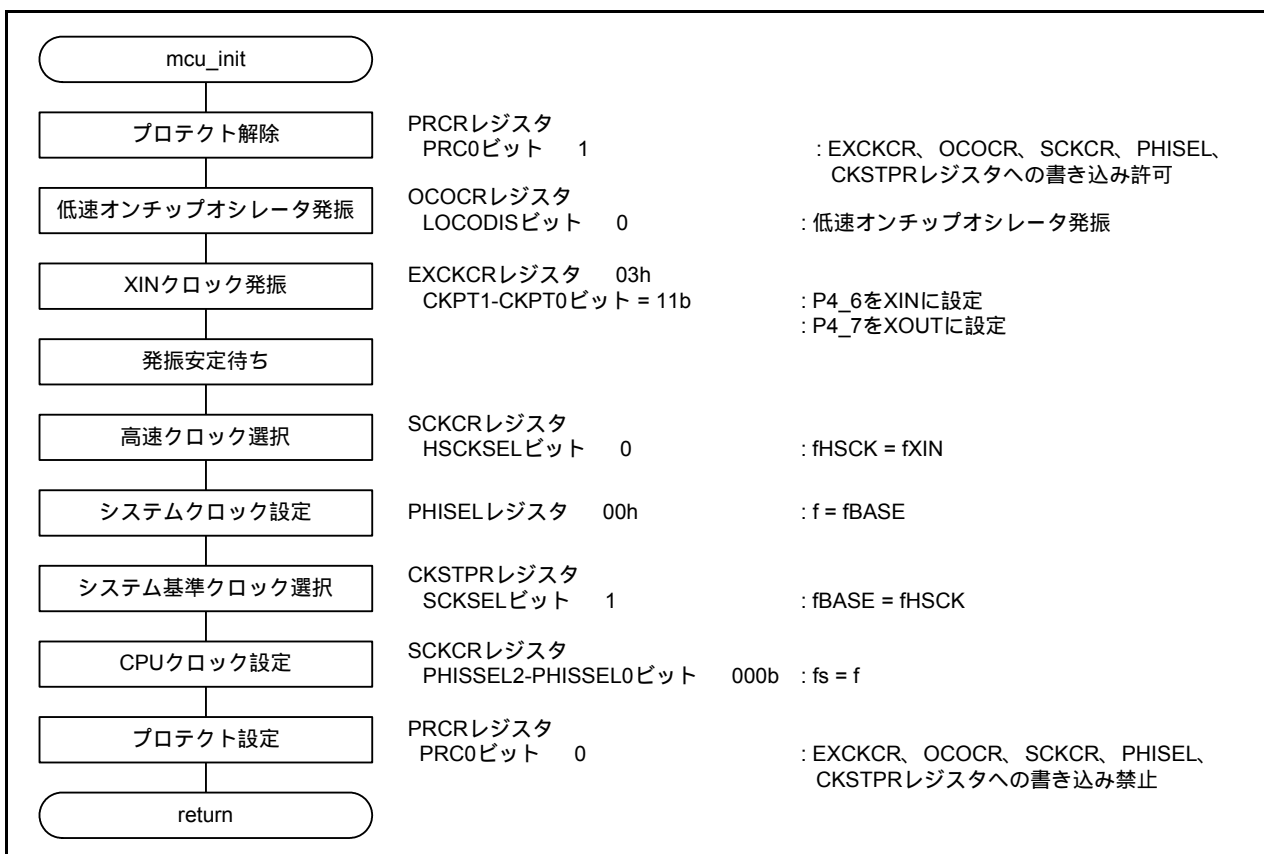 mcu_init
プロテクト解除
PRCRレジスタ
PRC0ビット 1 : EXCKCR、OCOCR、SCKCR、PHISEL、
CKSTPRレジスタへの書き込み許可
低速オンチップオシレータ発振
OCOCRレジスタ
LOCODISビット 0 : 低速オンチップオシレータ発振
XINクロック発振
EXCKCRレジスタ 03h
CKPT1-CKPT0ビット = 11b : P4_6をXINに設定
: P4_7をXOUTに設定
発振安定待ち
高速クロック選択
SCKCRレジスタ
HSCKSELビット 0 : fHSCK = fXIN
システムクロック設定
PHISELレジスタ 00h : f = fBASE
システム基準クロック選択
CKSTPRレジスタ
SCKSELビット 1 : fBASE = fHSCK
CPUクロック設定
SCKCRレジスタ
PHISSEL2-PHISSEL0ビット 000b : fs = f
プロテクト設定
PRCRレジスタ
PRC0ビット 0 : EXCKCR、OCOCR、SCKCR、PHISEL、
CKSTPRレジスタへの書き込み禁止
return